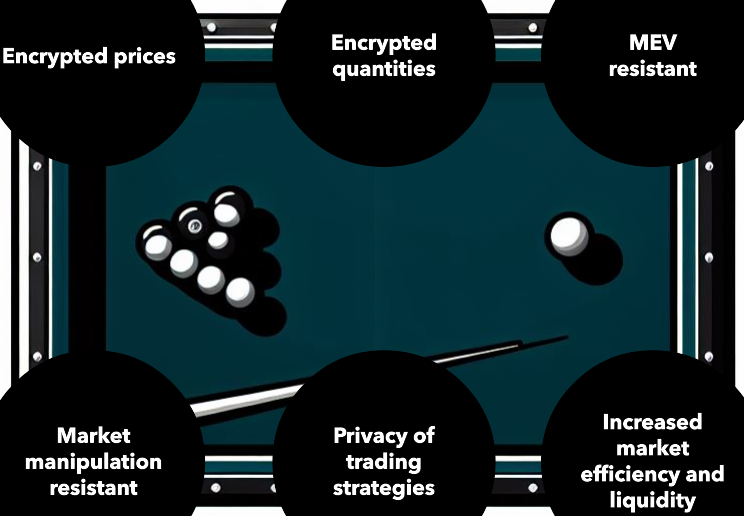 Encrypted prices
Encrypted
quantities
MEV
resistant
Market
manipulation
resistant
Privacy of
trading
strategies
Increased
market
efficiency and
liquidity